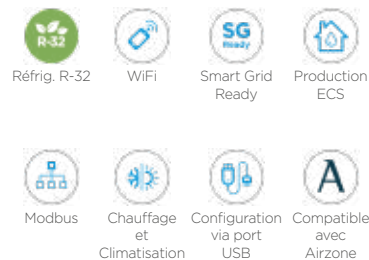 R-32
SG
Ready
Réfrig. R-32
WiFi
Smart Grid
Ready
Production
ECS
A
Modbus
Chauffage
et
Climatisation
Configuration
via port
USB
Compatible
avec
Airzone